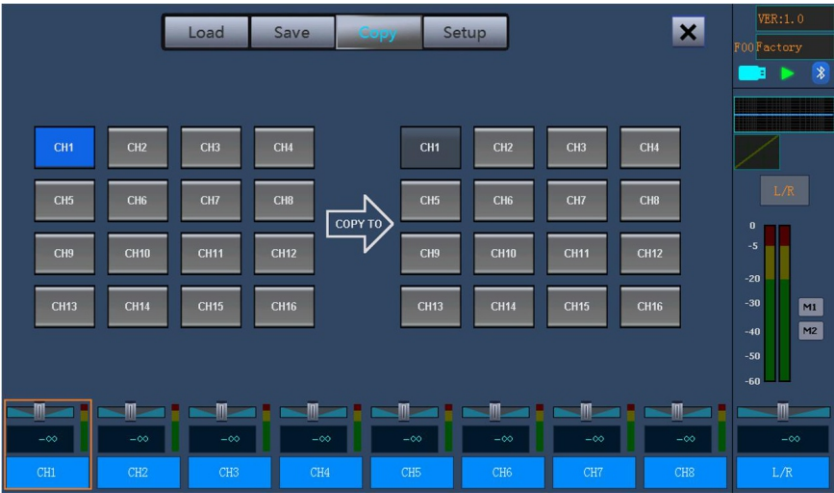 Load Save Copy Setup
VER:1.0
F00 Factory
CH1 CH2 CH3 CH4 CH1 CH2 CH3 CH4
CH5 CH6 CH7 CH8 CH5 CH6 CH7 CH8
COPY TO
CH9 CH10 CH11 CH12 CH9 CH10 CH11 CH12
CH13 CH14 CH15 CH16 CH13 CH14 CH15 CH16
L/R
0
-5
-20
-30 M1
-40 M2
-50
-60
-∞ -∞ -∞ -∞ -∞ -∞ -∞ -∞ -∞
CH1 CH2 CH3 CH4 CH5 CH6 CH7 CH8 L/R